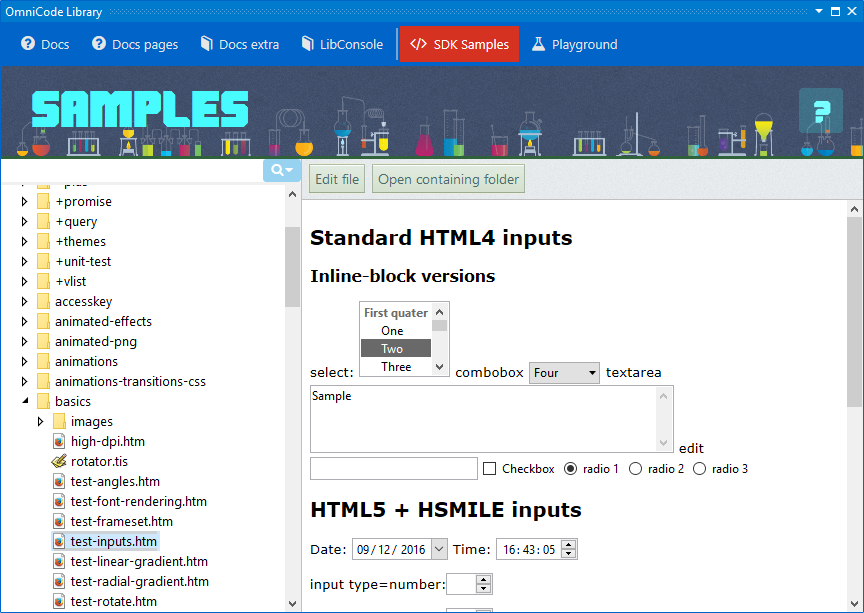 OmniCode Library
Docs
Docs pages
Docs extra
LibConsole
</> SDK Samples
Playground
SAMPLES
?
Edit file
Open containing folder
+promise
+query
+themes
+unit-test
+vlist
accesskey
animated-effects
animated-png
animations
animations-transitions-css
basics
images
high-dpi.htm
rotator.tis
test-angles.htm
test-font-rendering.htm
test-frameset.htm
test-inputs.htm
test-linear-gradient.htm
test-radial-gradient.htm
test-rotate.htm
Standard HTML4 inputs
Inline-block versions
First quater
One
Two
Three
select:
combobox
Four
textarea
Sample
edit
Checkbox
radio 1
radio 2
radio 3
HTML5 + HSMILE inputs
Date: 09/12/2016 Time: 16:43:05
input type=number: